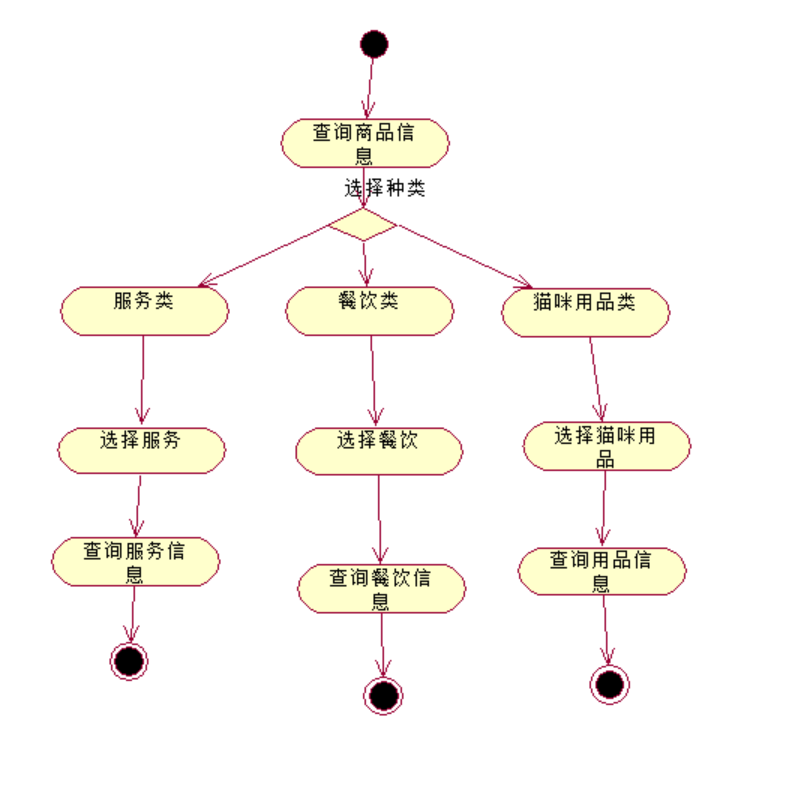 查询商品信
息
选择种类
服务类
餐饮类
猫咪用品类
选择服务
选择餐饮
选择猫咪用
品
查询服务信
息
查询餐饮信
息
查询用品信
息